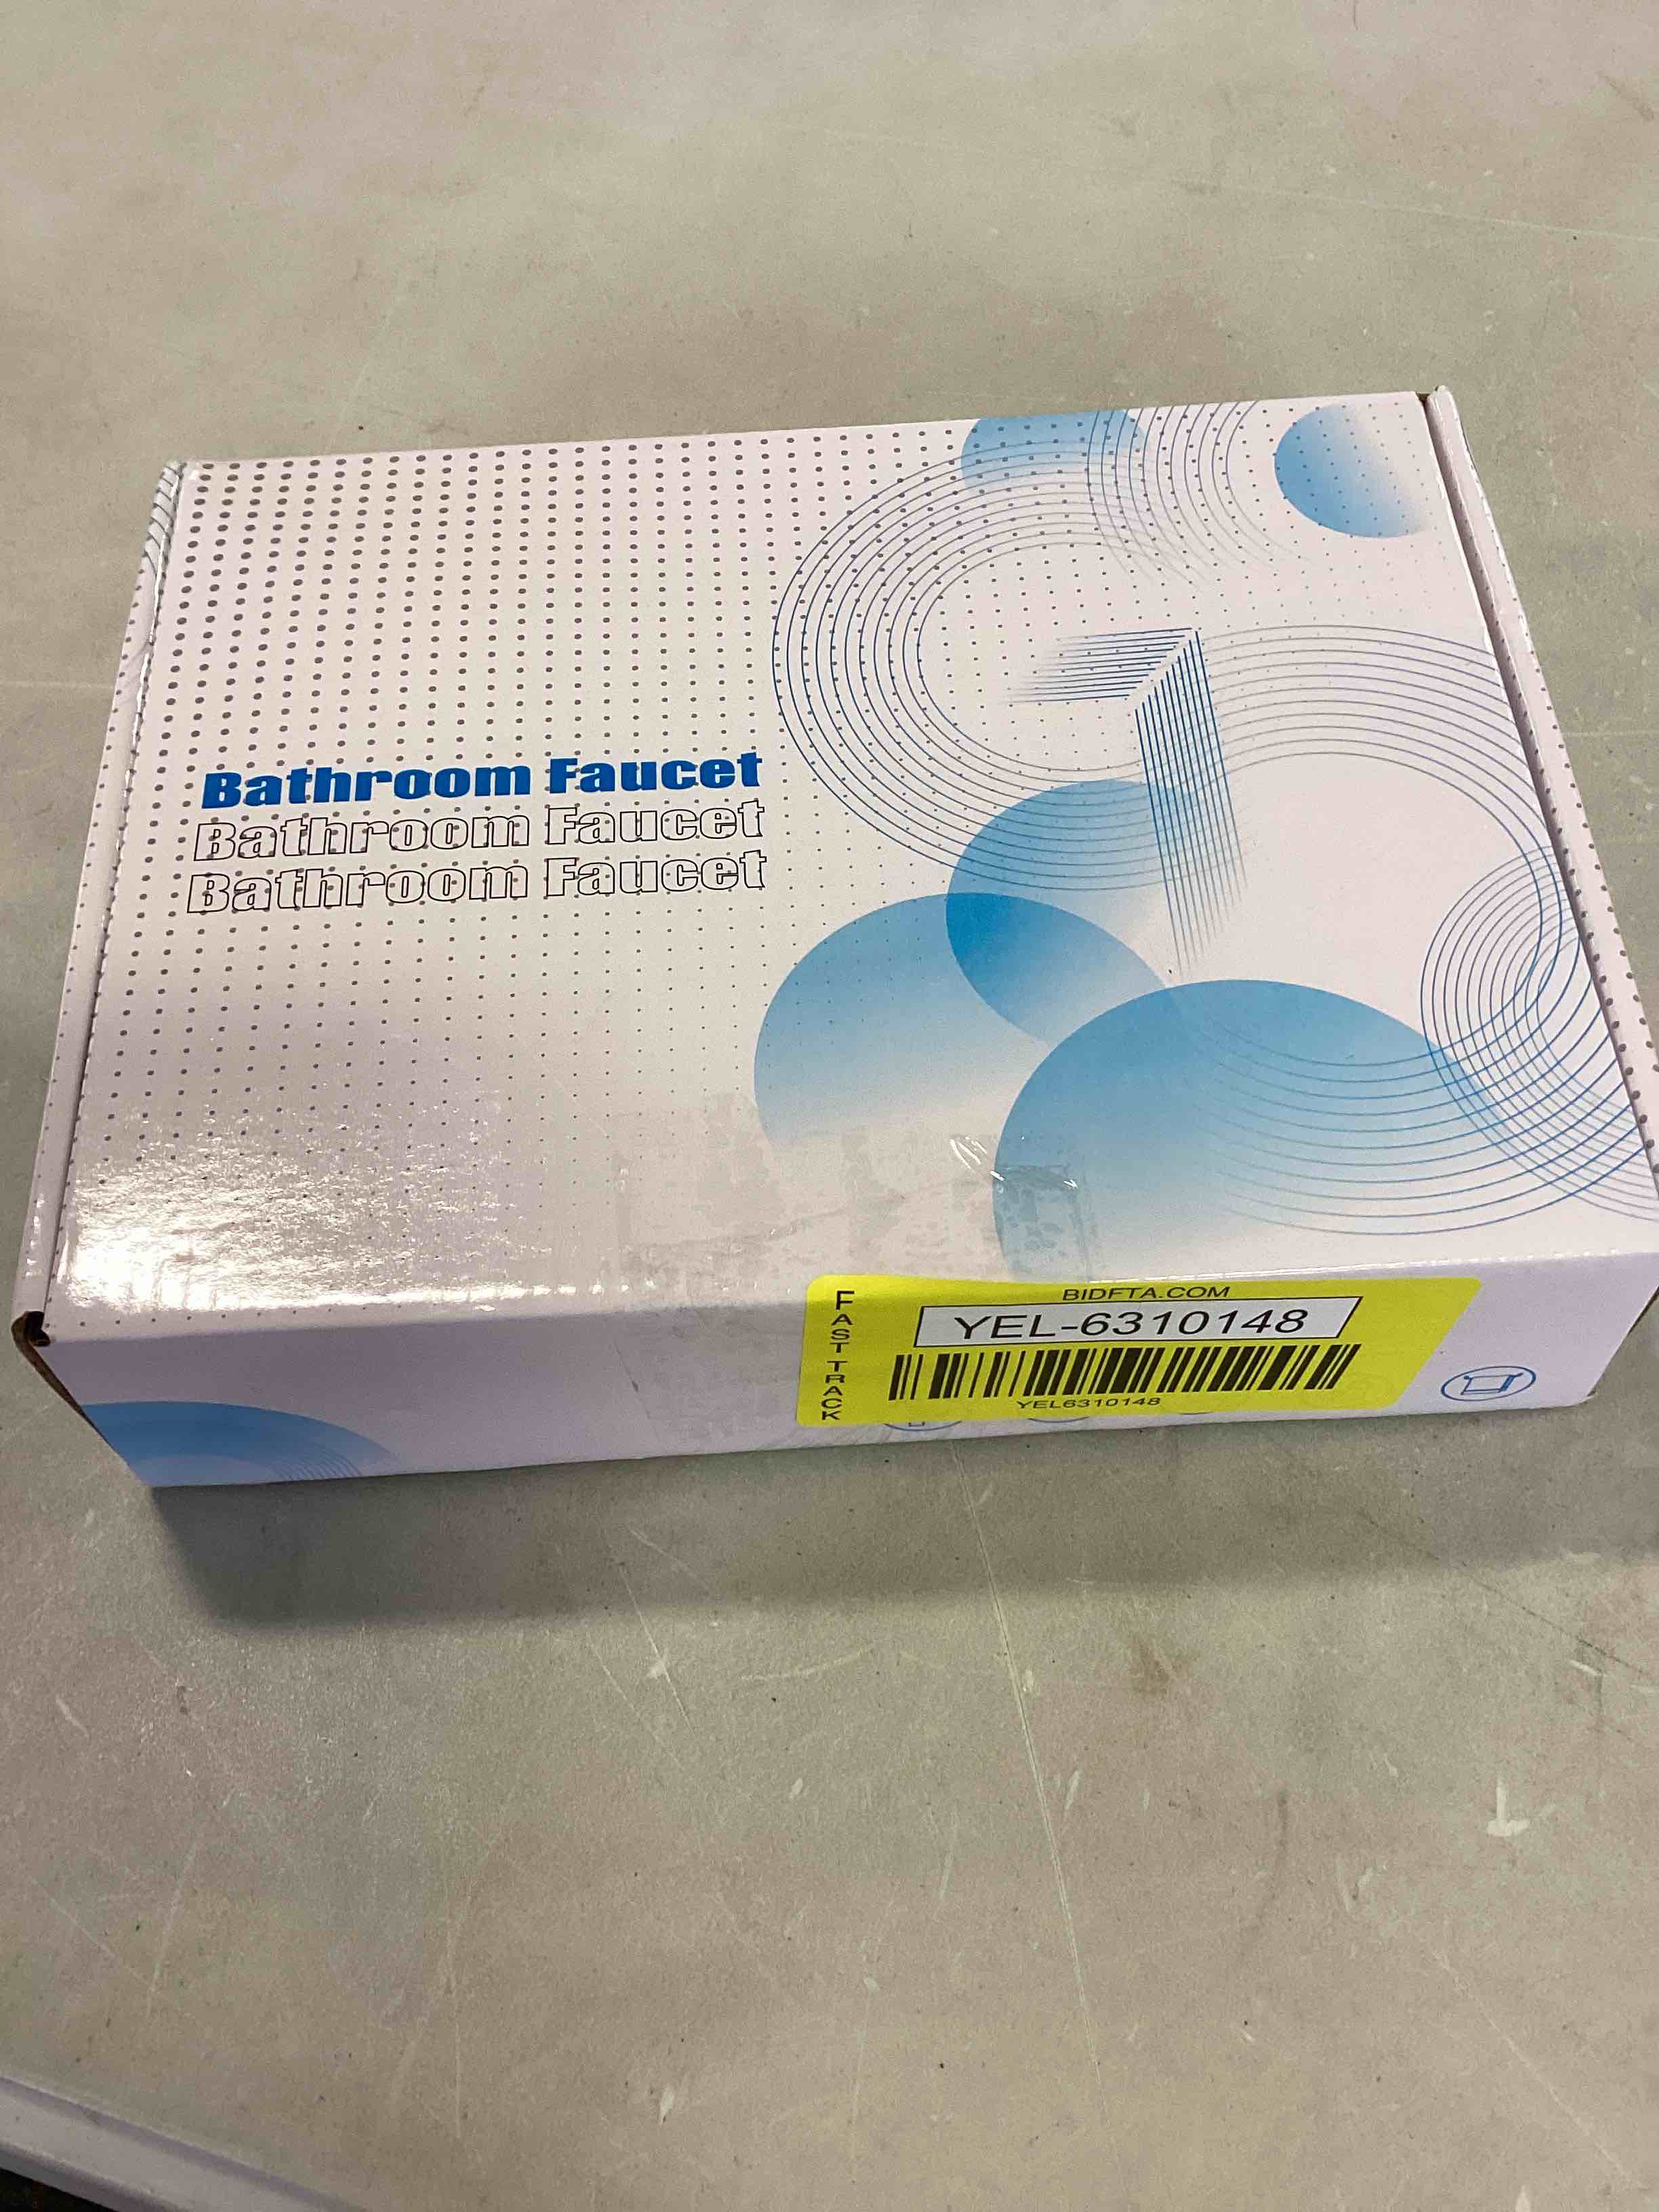 Bathroom Faucet
Bathroom Faucet
Bathroom Faucet
FAST TRACK
BIDFTA.COM
YEL-6310148
YEL6310148